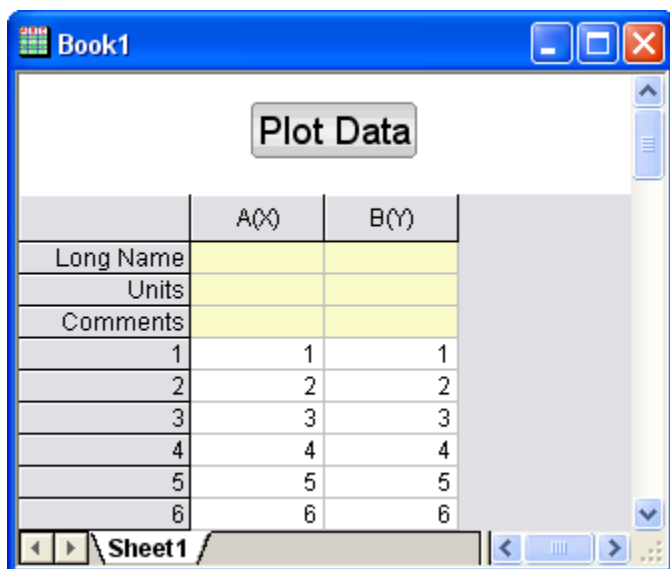 Book1
Plot Data
A(X) B(Y)
Long Name
Units
Comments
1 1 1
2 2 2
3 3 3
4 4 4
5 5 5
6 6 6
Sheet1